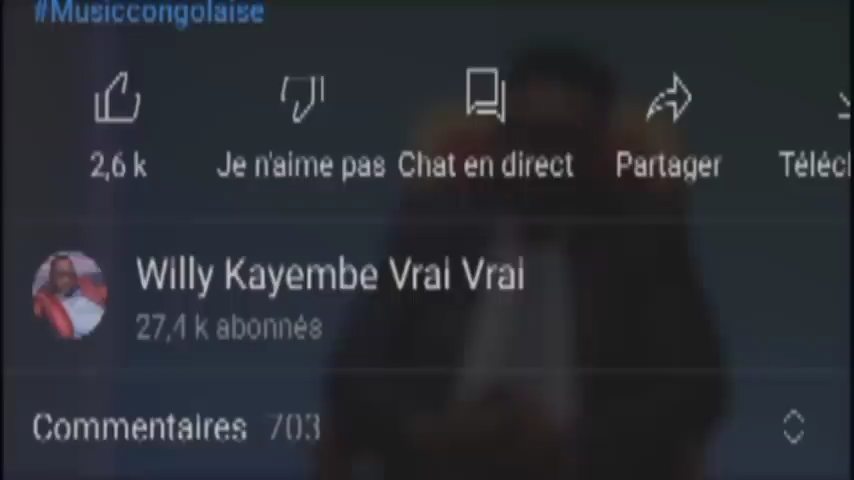 #Musiccongolaise
2,6 k
Je n'aime pas
Chat en direct
Partager
Téléc
Willy Kayembe Vrai Vrai
27,4 k abonnés
Commentaires 703